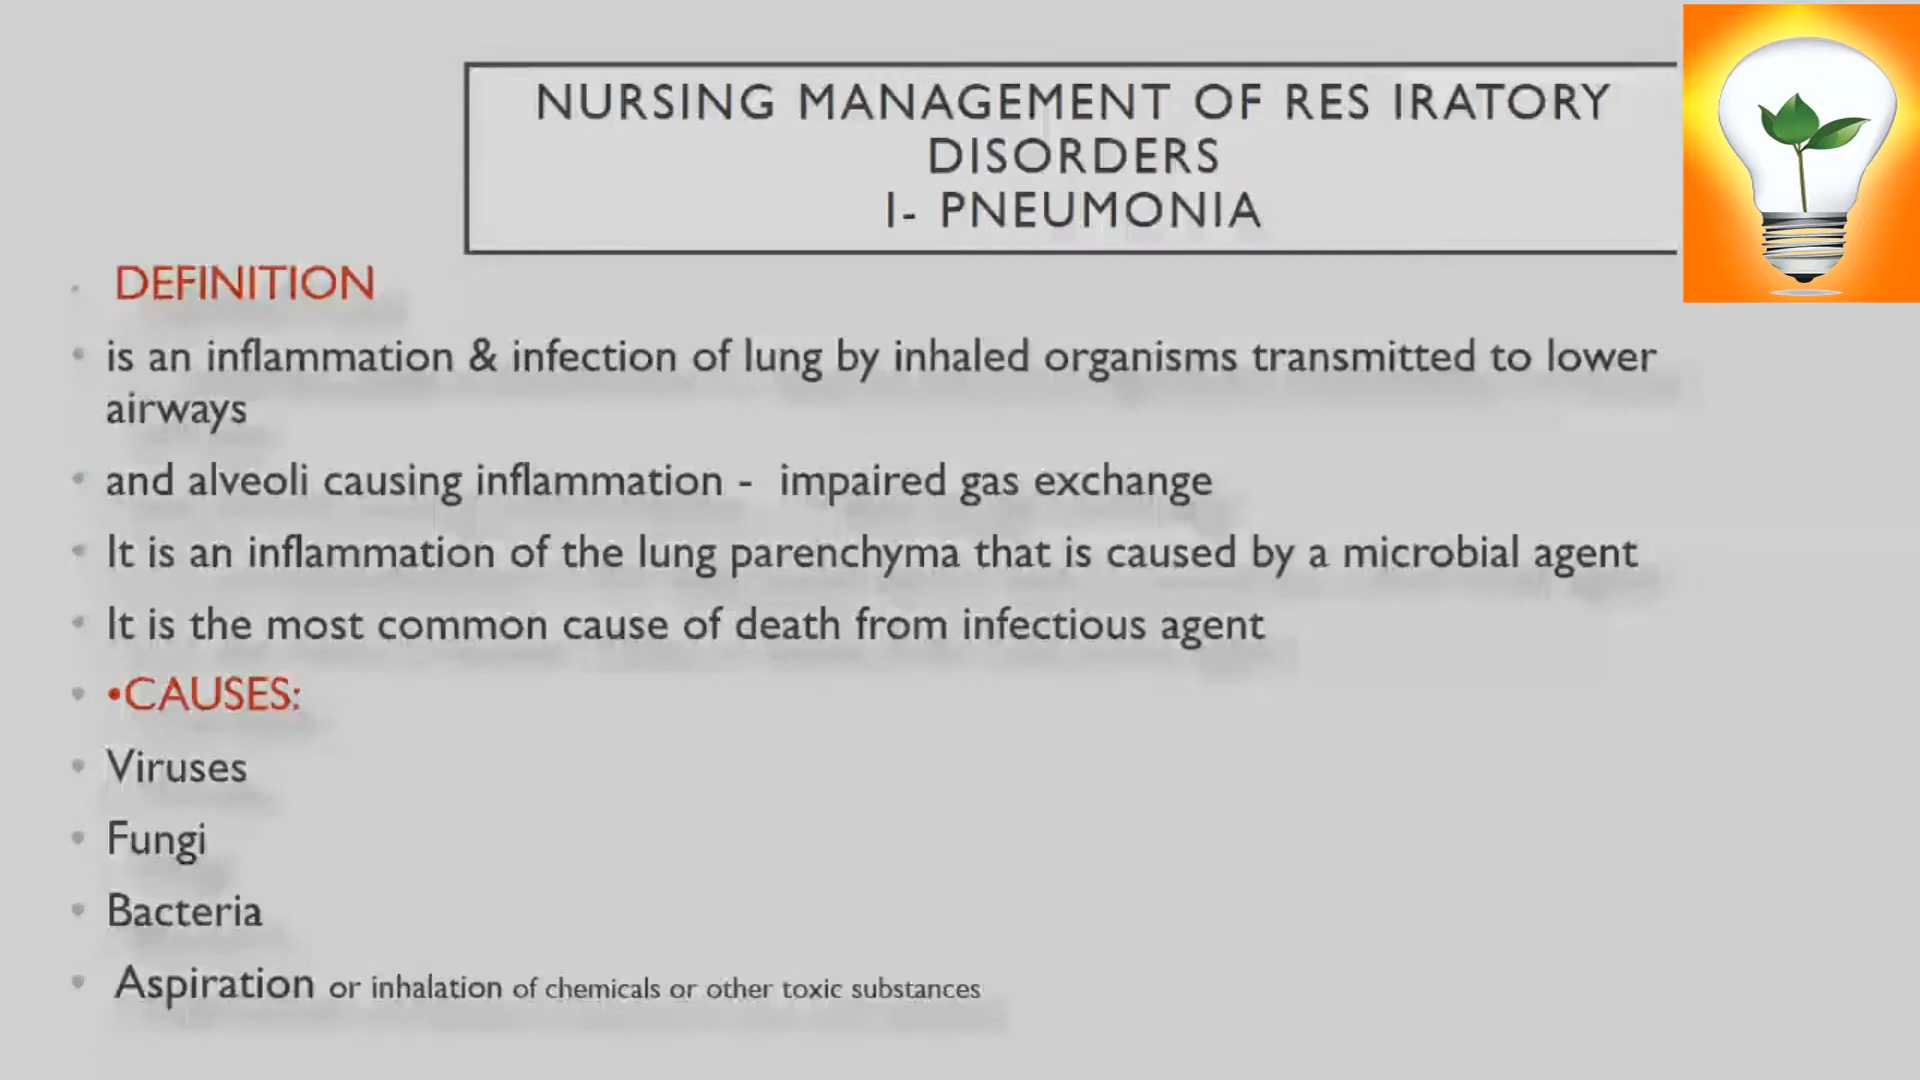 NURSING MANAGEMENT OF RES IRATORY
DISORDERS
I- PNEUMONIA
• DEFINITION
• is an inflammation & infection of lung by inhaled organisms transmitted to lower
airways
• and alveoli causing inflammation - impaired gas exchange
• It is an inflammation of the lung parenchyma that is caused by a microbial agent
• It is the most common cause of death from infectious agent
• •CAUSES:
• Viruses
• Fungi
• Bacteria
• Aspiration or inhalation of chemicals or other toxic substances